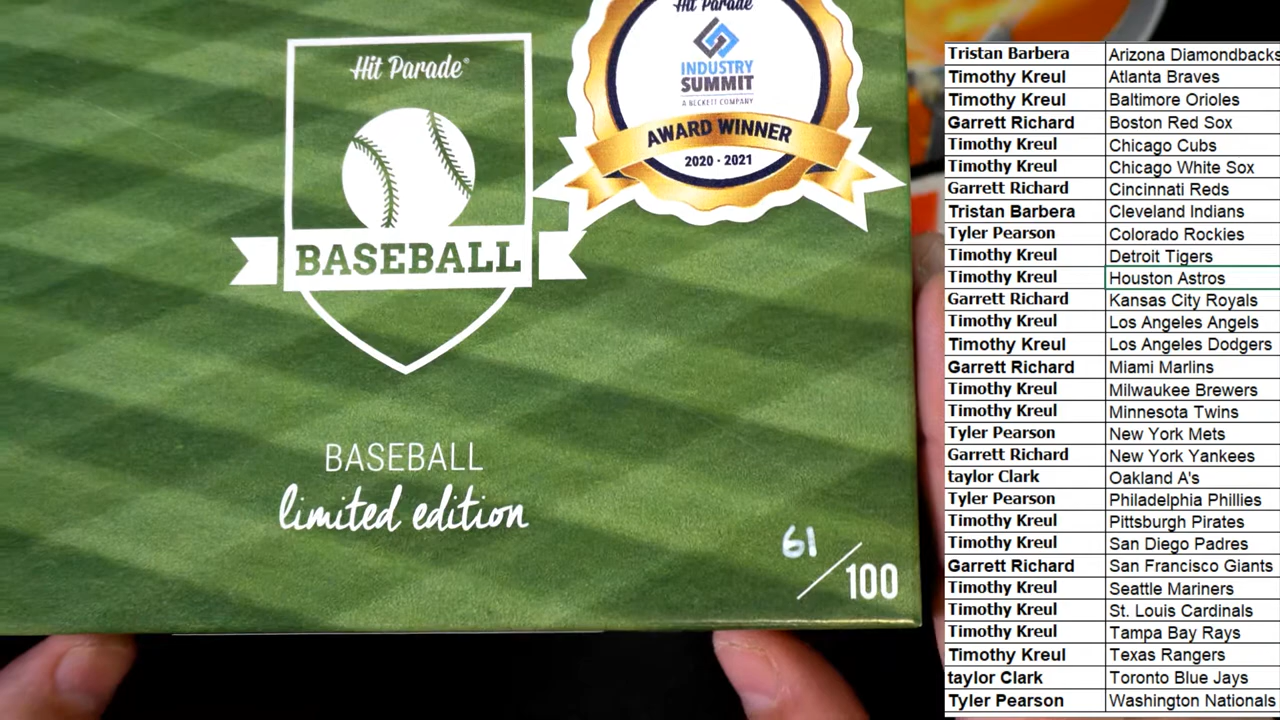 Hit Parade®
BASEBALL
BASEBALL
limited edition
61/100
Hit Parade
INDUSTRY
SUMMIT
A BECKETT COMPANY
AWARD WINNER
2020 - 2021
Tristan Barbera Arizona Diamondbacks
Timothy Kreul Atlanta Braves
Timothy Kreul Baltimore Orioles
Garrett Richard Boston Red Sox
Timothy Kreul Chicago Cubs
Timothy Kreul Chicago White Sox
Garrett Richard Cincinnati Reds
Tristan Barbera Cleveland Indians
Tyler Pearson Colorado Rockies
Timothy Kreul Detroit Tigers
Timothy Kreul Houston Astros
Garrett Richard Kansas City Royals
Timothy Kreul Los Angeles Angels
Timothy Kreul Los Angeles Dodgers
Garrett Richard Miami Marlins
Timothy Kreul Milwaukee Brewers
Timothy Kreul Minnesota Twins
Tyler Pearson New York Mets
Garrett Richard New York Yankees
taylor Clark Oakland A's
Tyler Pearson Philadelphia Phillies
Timothy Kreul Pittsburgh Pirates
Timothy Kreul San Diego Padres
Garrett Richard San Francisco Giants
Timothy Kreul Seattle Mariners
Timothy Kreul St. Louis Cardinals
Timothy Kreul Tampa Bay Rays
Timothy Kreul Texas Rangers
taylor Clark Toronto Blue Jays
Tyler Pearson Washington Nationals